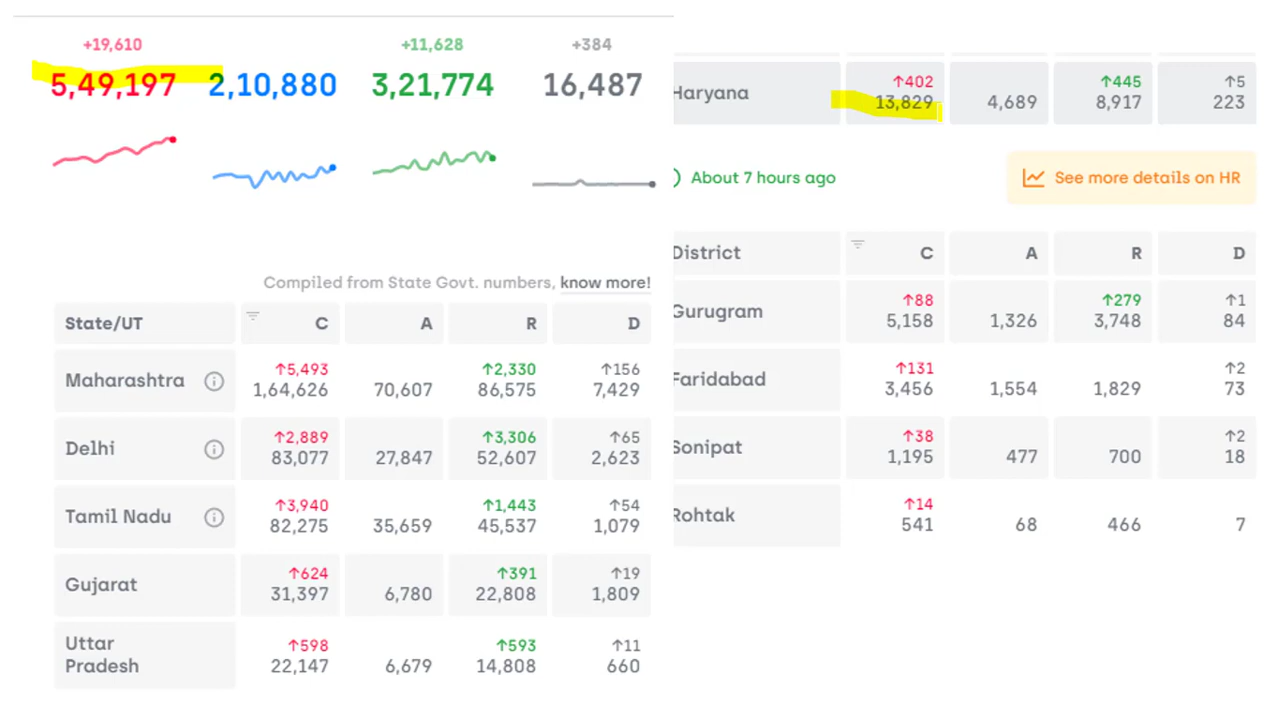 +19,610 +11,628 +384
5,49,197 2,10,880 3,21,774 16,487
Compiled from State Govt. numbers, know more!
State/UT C A R D
↑5,493 ↑2,330 ↑156
Maharashtra 1,64,626 70,607 86,575 7,429
↑2,889 ↑3,306 ↑65
Delhi 83,077 27,847 52,607 2,623
↑3,940 ↑1,443 ↑54
Tamil Nadu 82,275 35,659 45,537 1,079
↑624 ↑391 ↑19
Gujarat 31,397 6,780 22,808 1,809
↑598 ↑593 ↑11
Uttar
Pradesh 22,147 6,679 14,808 660
↑402 ↑445 ↑5
Haryana 13,829 4,689 8,917 223
About 7 hours ago See more details on HR
District C A R D
↑88 ↑279 ↑1
Gurugram 5,158 1,326 3,748 84
↑131 ↑2
Faridabad 3,456 1,554 1,829 73
↑38 ↑2
Sonipat 1,195 477 700 18
↑14
Rohtak 541 68 466 7